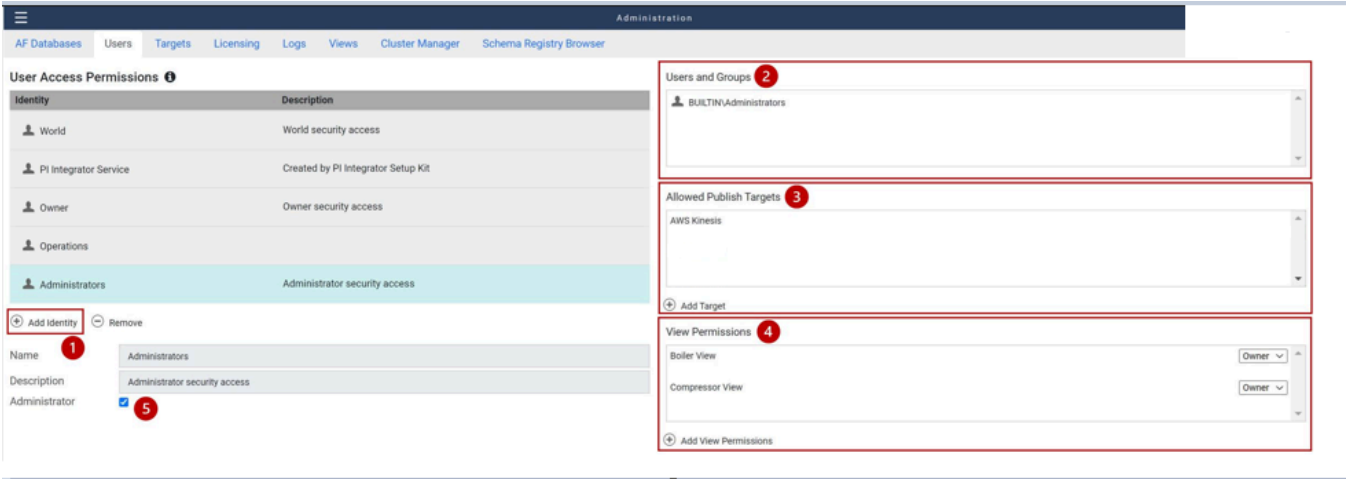 Administration
AF Databases Users Targets Licensing Logs Views Cluster Manager Schema Registry Browser
User Access Permissions
Identity Description
World World security access
PI Integrator Service Created by PI Integrator Setup Kit
Owner Owner security access
Operations
Administrators Administrator security access
Add Identity Remove
1
Name Administrators
Description Administrator security access
Administrator 5
Users and Groups 2
BUILTIN\Administrators
Allowed Publish Targets 3
AWS Kinesis
Add Target
View Permissions 4
Boiler View Owner
Compressor View Owner
Add View Permissions